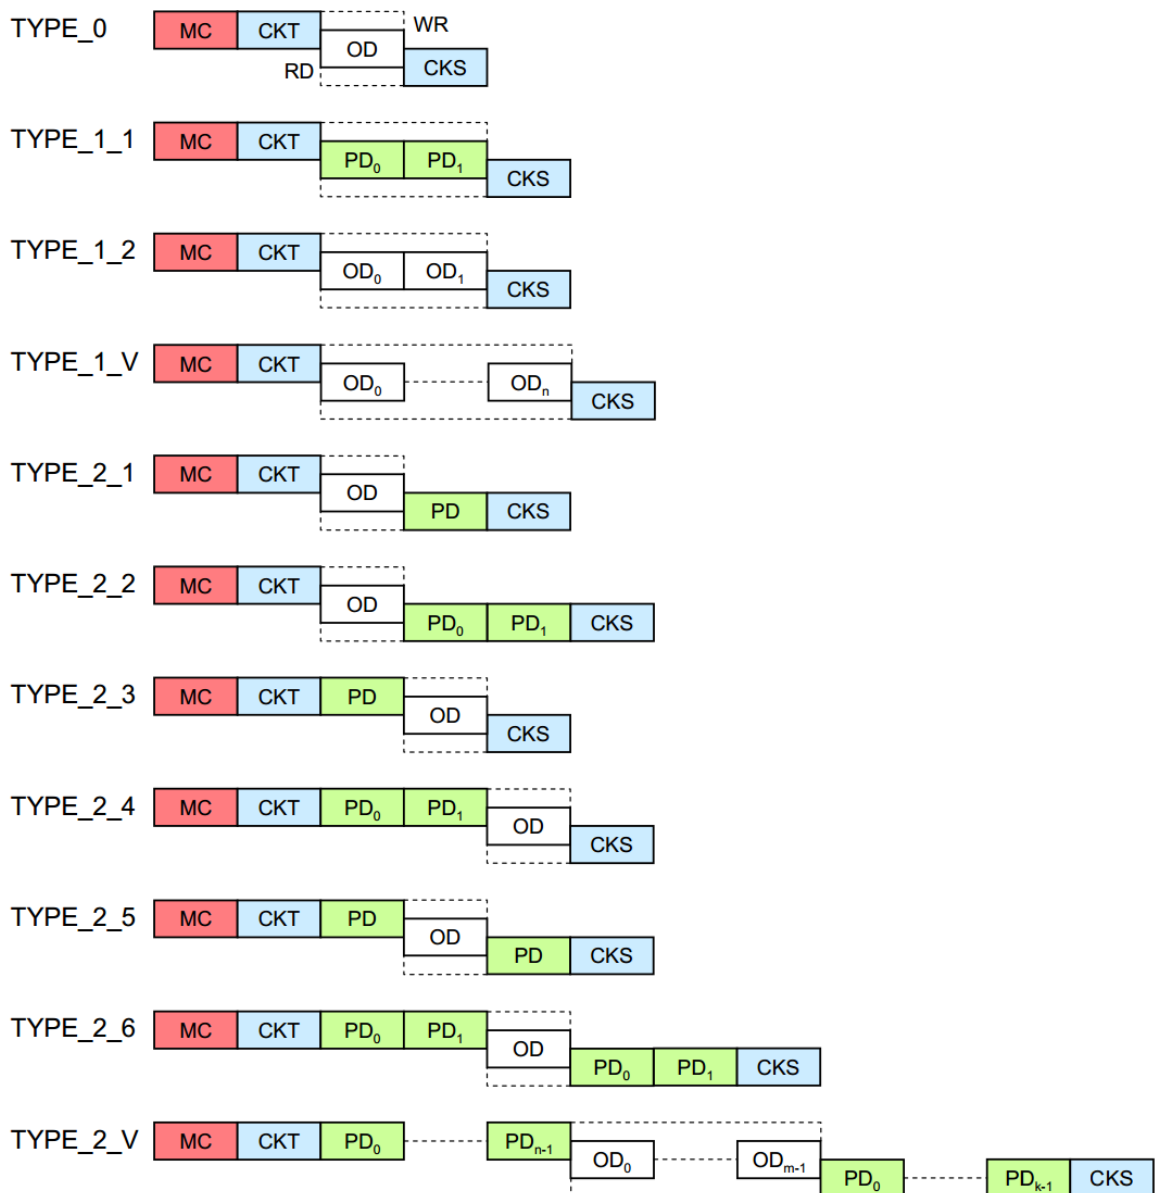 TYPE_0 MC CKT OD WR RD CKS
TYPE_1_1 MC CKT PD₀ PD₁ CKS
TYPE_1_2 MC CKT OD₀ OD₁ CKS
TYPE_1_V MC CKT OD₀ ODₙ CKS
TYPE_2_1 MC CKT OD PD CKS
TYPE_2_2 MC CKT OD PD₀ PD₁ CKS
TYPE_2_3 MC CKT PD OD CKS
TYPE_2_4 MC CKT PD₀ PD₁ OD CKS
TYPE_2_5 MC CKT PD OD PD CKS
TYPE_2_6 MC CKT PD₀ PD₁ OD PD₀ PD₁ CKS
TYPE_2_V MC CKT PD₀ PDₙ₋₁ OD₀ ODₘ₋₁ PD₀ PDₖ₋₁ CKS